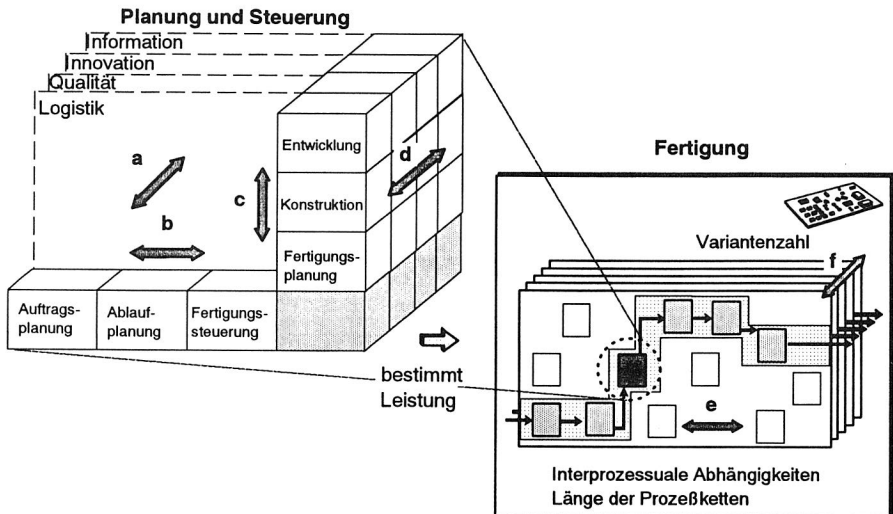 Planung und Steuerung
Information
Innovation
Qualität
Logistik
a
b
c
d
Entwicklung
Konstruktion
Fertigungs-
planung
Auftrags-
planung
Ablauf-
planung
Fertigungs-
steuerung
bestimmt
Leistung
Fertigung
Variantenzahl
f
e
Interprozessuale Abhängigkeiten
Länge der Prozeßketten